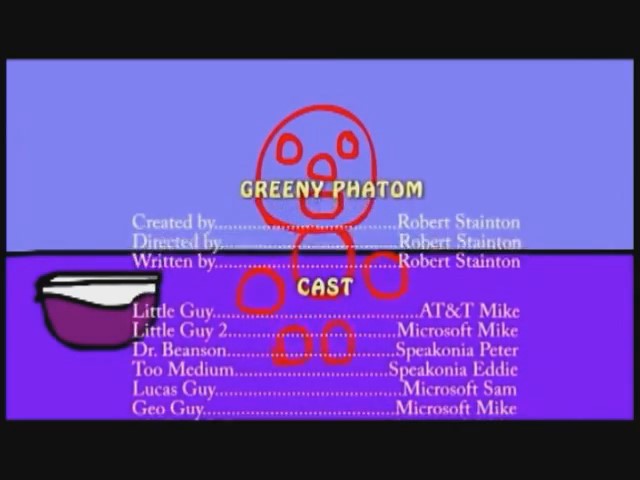 GREENY PHATOM
Created by..............................Robert Stainton
Directed by.............................Robert Stainton
Written by..............................Robert Stainton
CAST
Little Guy..................................AT&T Mike
Little Guy 2............................Microsoft Mike
Dr. Beanson...........................Speakonia Peter
Too Medium.........................Speakonia Eddie
Lucas Guy..............................Microsoft Sam
Geo Guy...............................Microsoft Mike